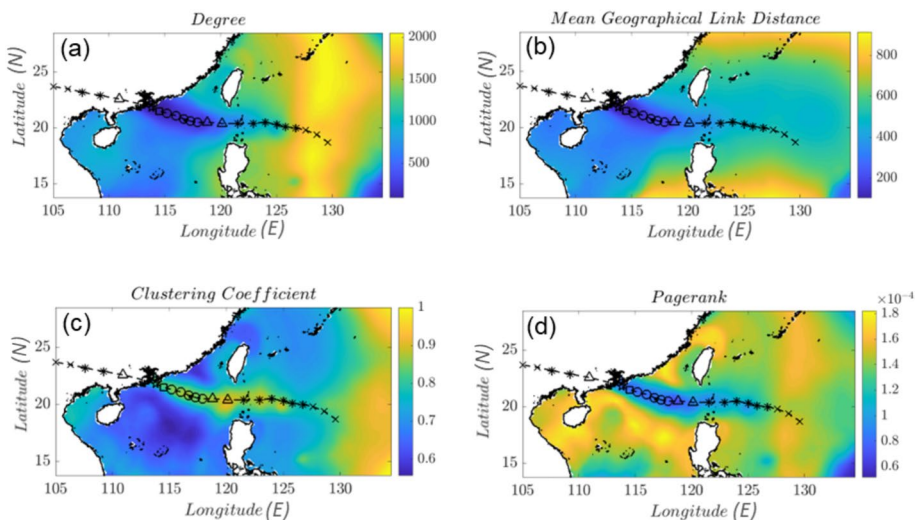 Degree
Mean Geographical Link Distance
(a)
(b)
25
20
15
Latitude (N)
105 110 115 120 125 130
Longitude (E)
2000
1500
1000
500
25
20
15
Latitude (N)
105 110 115 120 125 130
Longitude (E)
800
600
400
200
Clustering Coefficient
Pagerank
(c)
(d)
25
20
15
Latitude (N)
105 110 115 120 125 130
Longitude (E)
1
0.9
0.8
0.7
0.6
25
20
15
Latitude (N)
105 110 115 120 125 130
Longitude (E)
×10⁻⁴
1.8
1.6
1.4
1.2
1
0.8
0.6